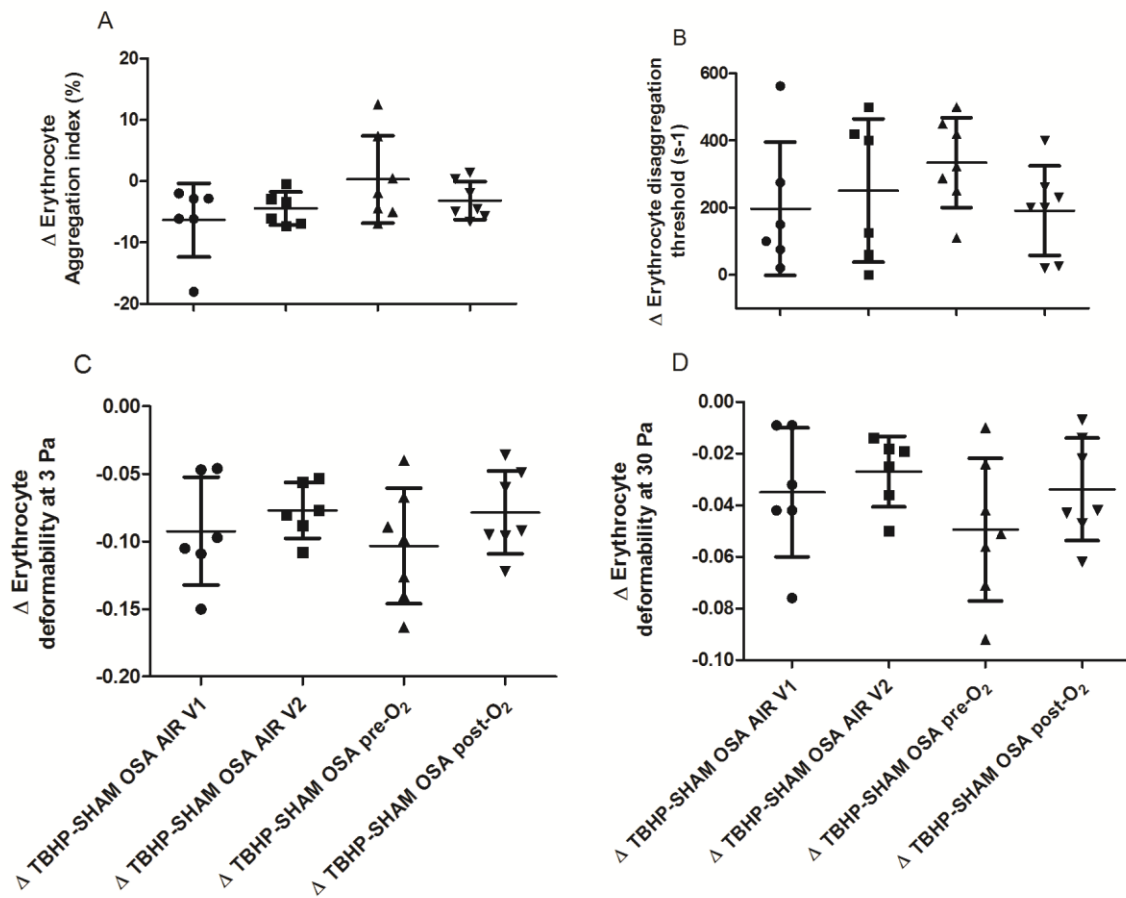 A
Δ Erythrocyte
Aggregation index (%)
20
10
0
-10
-20
B
Δ Erythrocyte disaggregation
threshold (s-1)
600
400
200
0
C
Δ Erythrocyte
deformability at 3 Pa
0.00
-0.05
-0.10
-0.15
-0.20
Δ TBHP-SHAM OSA AIR V1
Δ TBHP-SHAM OSA AIR V2
Δ TBHP-SHAM OSA pre-O₂
Δ TBHP-SHAM OSA post-O₂
D
Δ Erythrocyte
deformability at 30 Pa
0.00
-0.02
-0.04
-0.06
-0.08
-0.10
Δ TBHP-SHAM OSA AIR V1
Δ TBHP-SHAM OSA AIR V2
Δ TBHP-SHAM OSA pre-O₂
Δ TBHP-SHAM OSA post-O₂